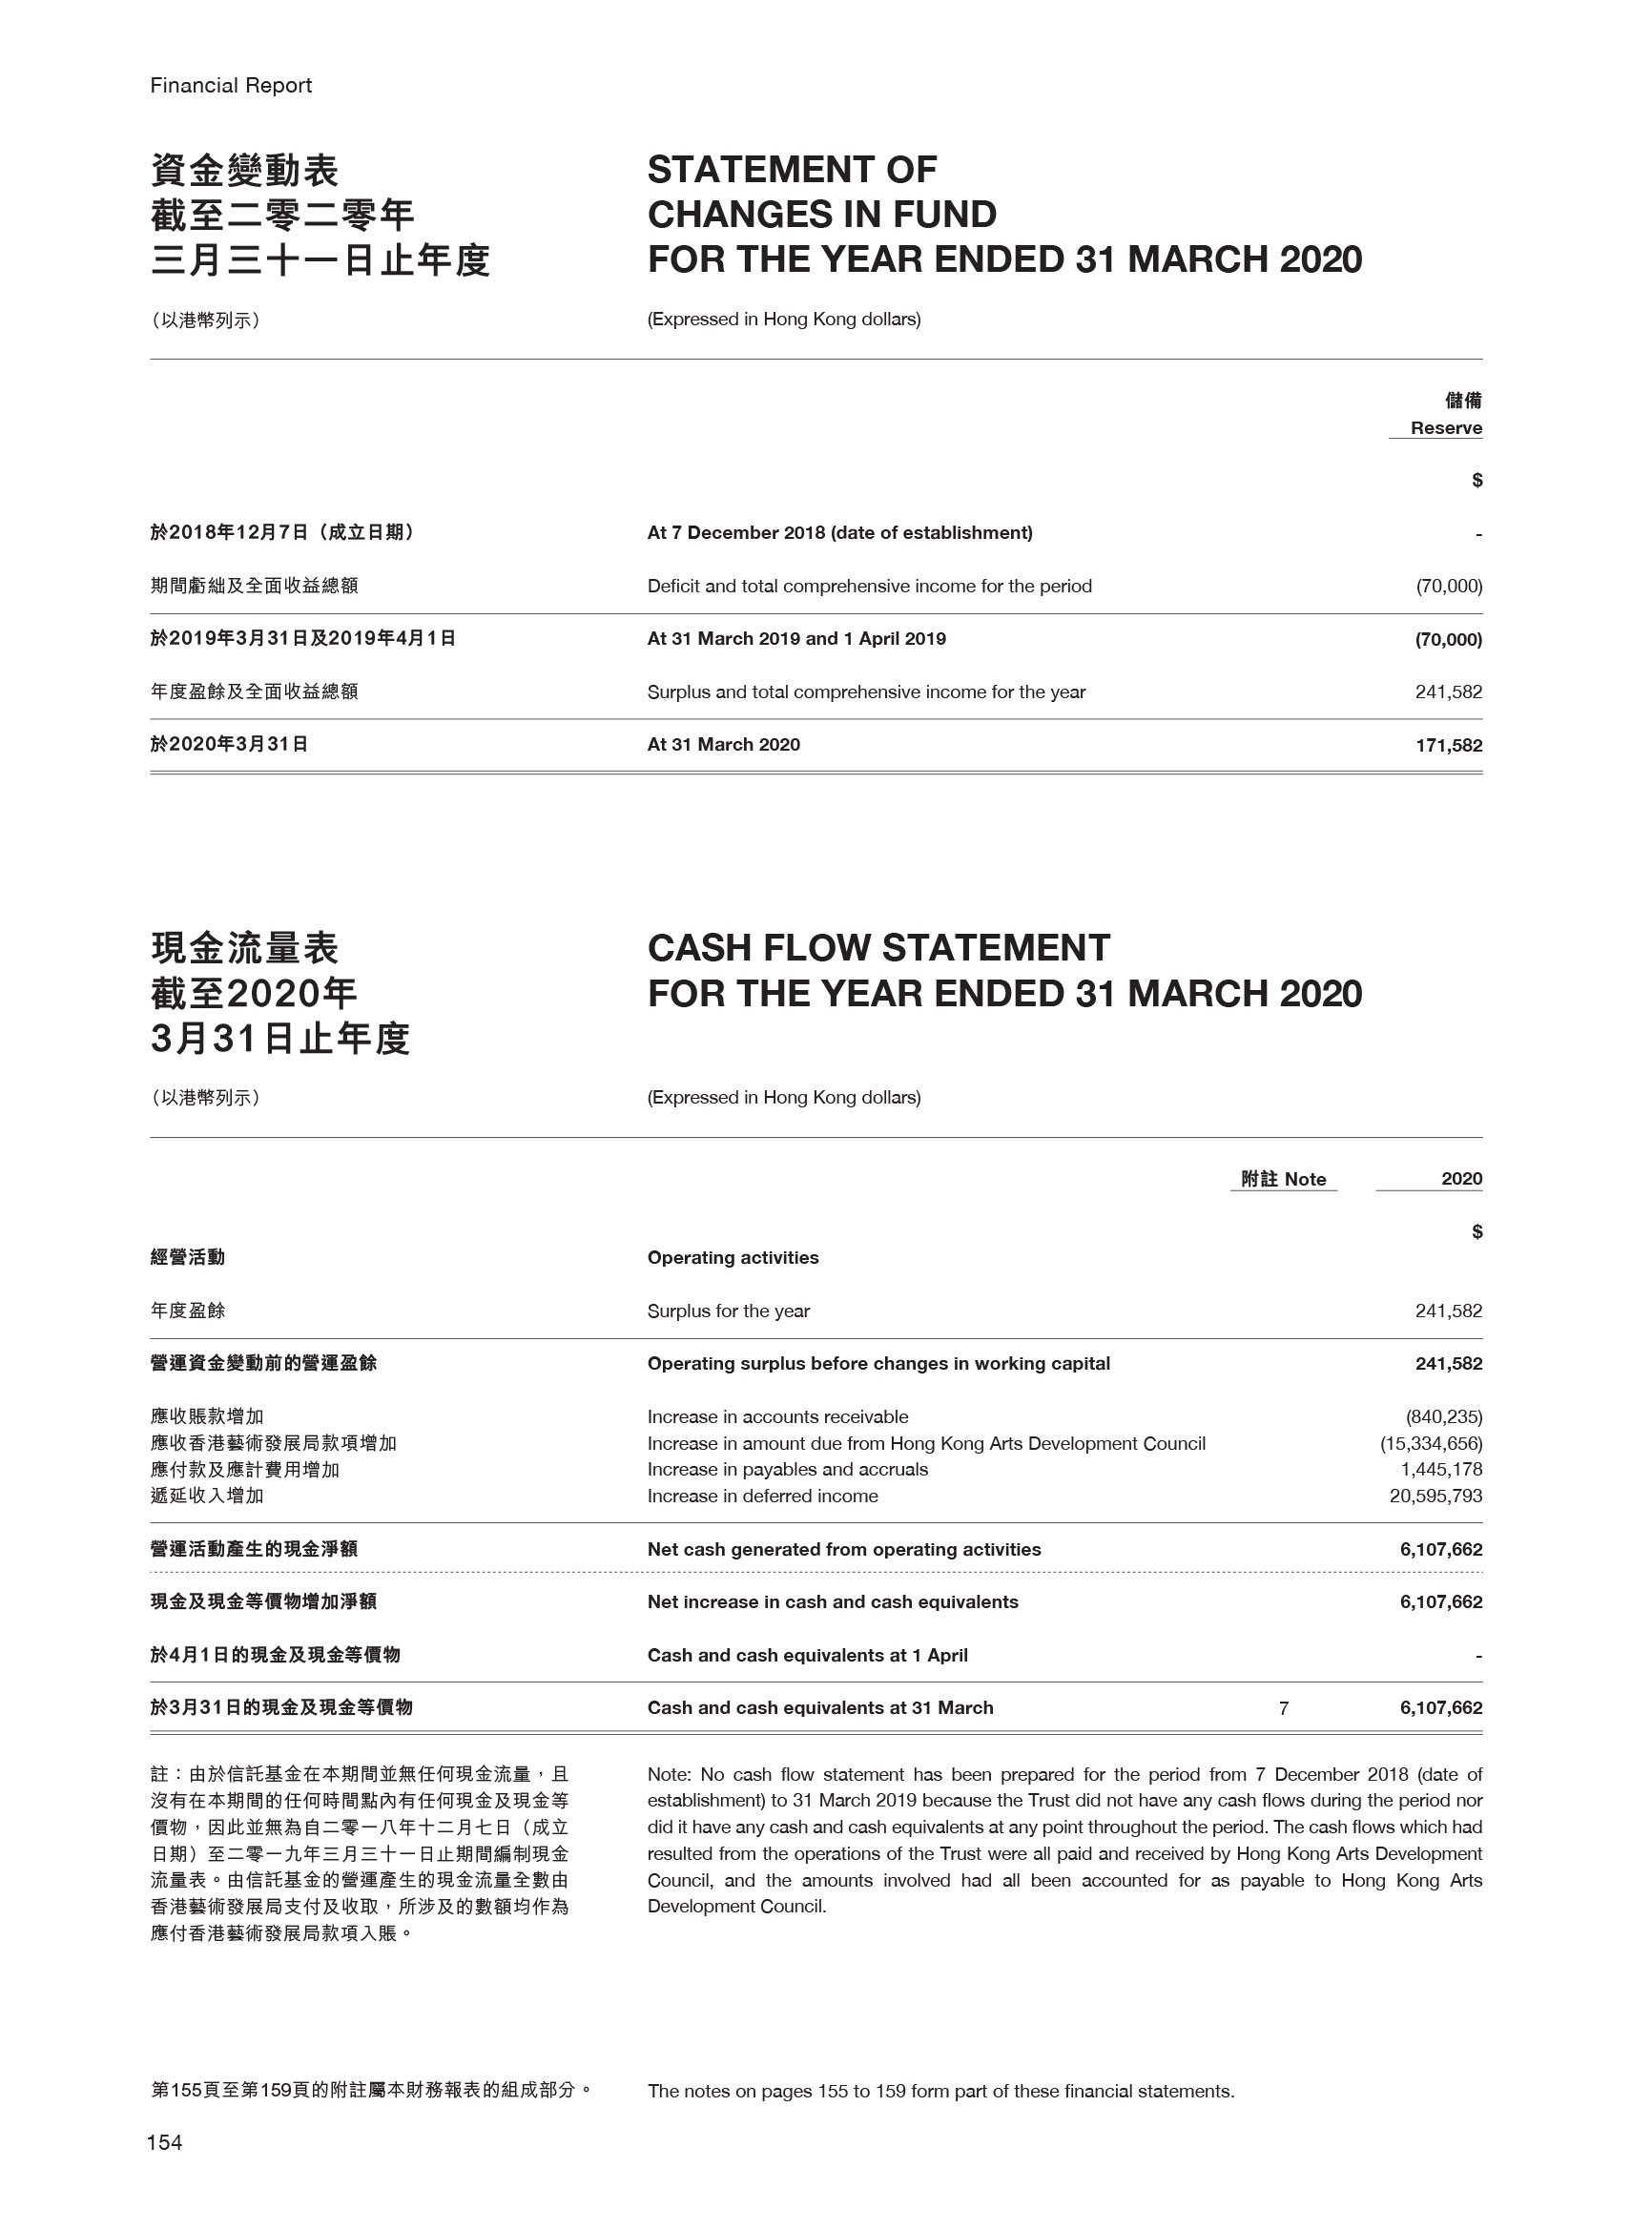 Financial Report
資金變動表
截至二零二零年
三月三十一日止年度
STATEMENT OF
CHANGES IN FUND
FOR THE YEAR ENDED 31 MARCH 2020
（以港幣列示）
(Expressed in Hong Kong dollars)
儲備
Reserve
$
於2018年12月7日（成立日期） At 7 December 2018 (date of establishment) -
期間虧絀及全面收益總額 Deficit and total comprehensive income for the period (70,000)
於2019年3月31日及2019年4月1日 At 31 March 2019 and 1 April 2019 (70,000)
年度盈餘及全面收益總額 Surplus and total comprehensive income for the year 241,582
於2020年3月31日 At 31 March 2020 171,582
現金流量表
截至2020年
3月31日止年度
CASH FLOW STATEMENT
FOR THE YEAR ENDED 31 MARCH 2020
（以港幣列示）
(Expressed in Hong Kong dollars)
附註 Note 2020
$
經營活動 Operating activities
年度盈餘 Surplus for the year 241,582
營運資金變動前的營運盈餘 Operating surplus before changes in working capital 241,582
應收賬款增加 Increase in accounts receivable (840,235)
應收香港藝術發展局款項增加 Increase in amount due from Hong Kong Arts Development Council (15,334,656)
應付款及應計費用增加 Increase in payables and accruals 1,445,178
遞延收入增加 Increase in deferred income 20,595,793
營運活動產生的現金淨額 Net cash generated from operating activities 6,107,662
現金及現金等價物增加淨額 Net increase in cash and cash equivalents 6,107,662
於4月1日的現金及現金等價物 Cash and cash equivalents at 1 April -
於3月31日的現金及現金等價物 Cash and cash equivalents at 31 March 7 6,107,662
註：由於信託基金在本期間並無任何現金流量，且
沒有在本期間的任何時間點內有任何現金及現金等
價物，因此並無為自二零一八年十二月七日（成立
日期）至二零一九年三月三十一日止期間編制現金
流量表。由信託基金的營運產生的現金流量全數由
香港藝術發展局支付及收取，所涉及的數額均作為
應付香港藝術發展局款項入賬。
Note: No cash flow statement has been prepared for the period from 7 December 2018 (date of
establishment) to 31 March 2019 because the Trust did not have any cash flows during the period nor
did it have any cash and cash equivalents at any point throughout the period. The cash flows which had
resulted from the operations of the Trust were all paid and received by Hong Kong Arts Development
Council, and the amounts involved had all been accounted for as payable to Hong Kong Arts
Development Council.
第155頁至第159頁的附註屬本財務報表的組成部分。
The notes on pages 155 to 159 form part of these financial statements.
154